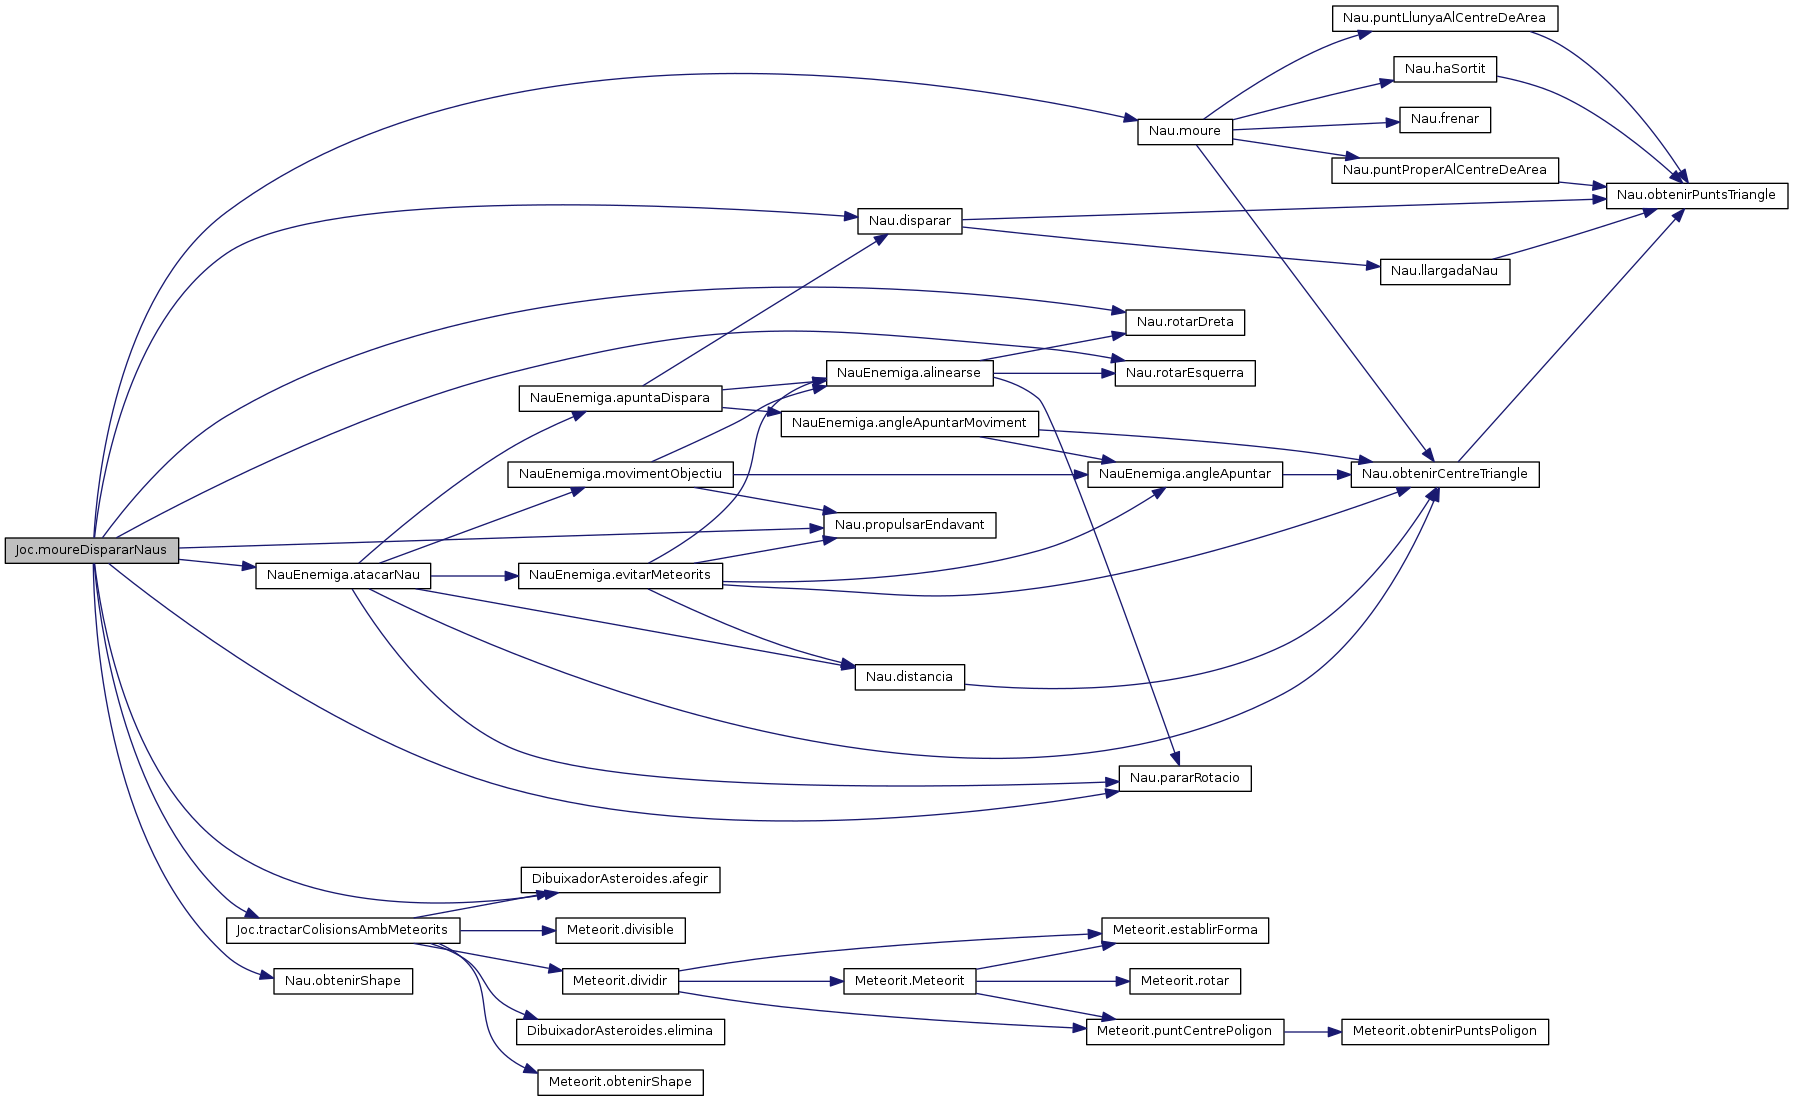 Nau.puntLlunyaAlCentreDeArea
Nau.haSortit
Nau.frenar
Nau.moure
Nau.puntProperAlCentreDeArea
Nau.obtenirPuntsTriangle
Nau.disparar
Nau.llargadaNau
Nau.rotarDreta
NauEnemiga.alinearse
Nau.rotarEsquerra
NauEnemiga.apuntaDispara
NauEnemiga.angleApuntarMoviment
NauEnemiga.movimentObjectiu
NauEnemiga.angleApuntar
Nau.obtenirCentreTriangle
Nau.propulsarEndavant
Joc.moureDispararNaus
NauEnemiga.atacarNau
NauEnemiga.evitarMeteorits
Nau.distancia
Nau.pararRotacio
DibuixadorAsteroides.afegir
Joc.tractarColisionsAmbMeteorits
Meteorit.divisible
Meteorit.establirForma
Nau.obtenirShape
Meteorit.dividir
Meteorit.Meteorit
Meteorit.rotar
DibuixadorAsteroides.elimina
Meteorit.puntCentrePoligon
Meteorit.obtenirPuntsPoligon
Meteorit.obtenirShape